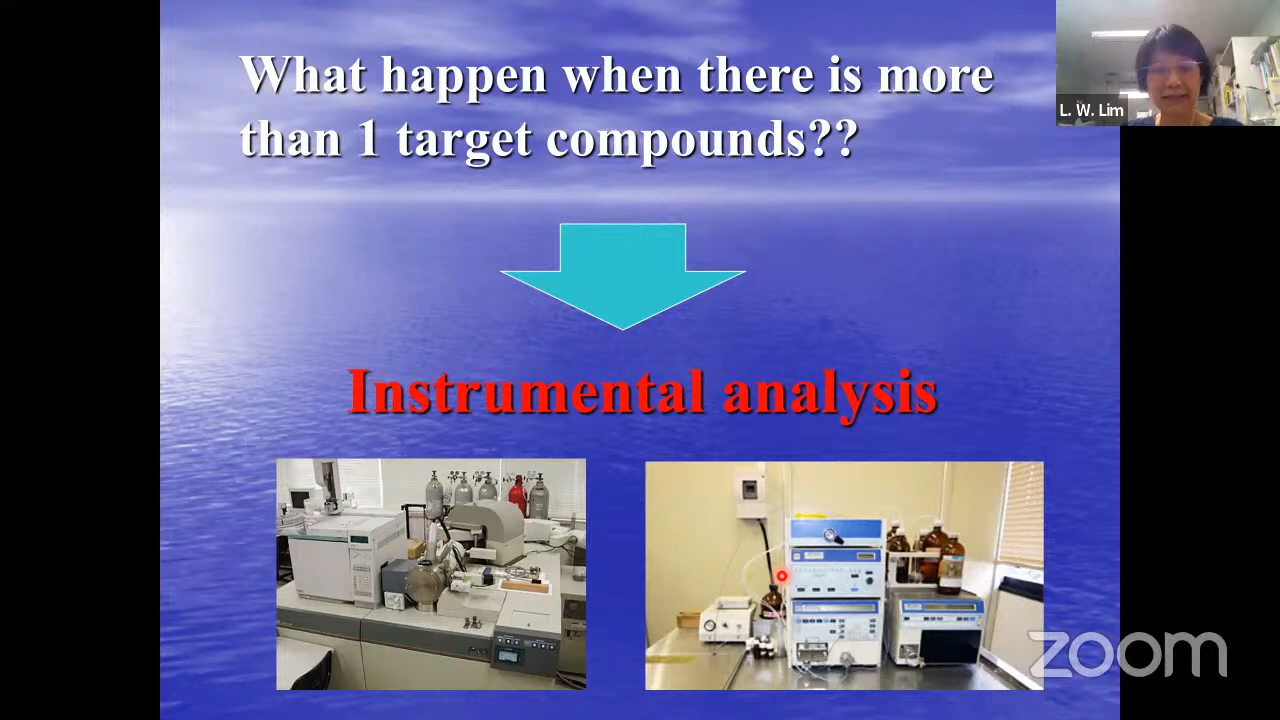 What happen when there is more
than 1 target compounds??
L. W. Lim
Instrumental analysis
zoom